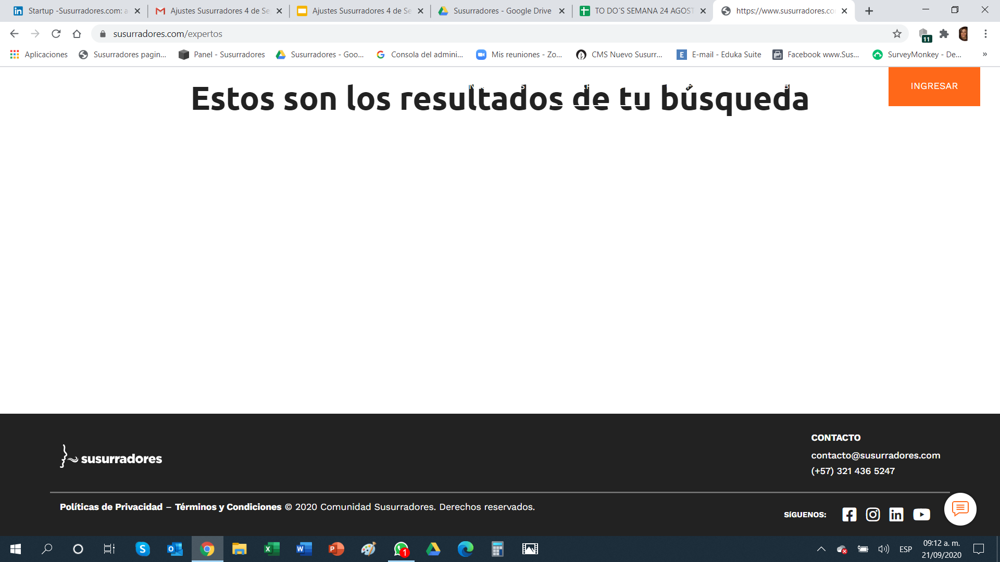 Startup -Susurradores.com: a
Ajustes Susurradores 4 de Se
Ajustes Susurradores 4 de Se
Susurradores - Google Drive
TO DO´S SEMANA 24 AGOST
https://www.susurradores.co
susurradores.com/expertos
11
Aplicaciones
Susurradores pagin...
Panel - Susurradores
Susurradores - Goo...
Consola del admini...
Mis reuniones - Zo...
CMS Nuevo Susurr...
E-mail - Eduka Suite
Facebook www.Sus...
SurveyMonkey - De...
»
INGRESAR
Estos son los resultados de tu búsqueda
susurradores
CONTACTO
contacto@susurradores.com
(+57) 321 436 5247
Políticas de Privacidad – Términos y Condiciones © 2020 Comunidad Susurradores. Derechos reservados.
SÍGUENOS:
1
ESP
09:12 a. m.
21/09/2020